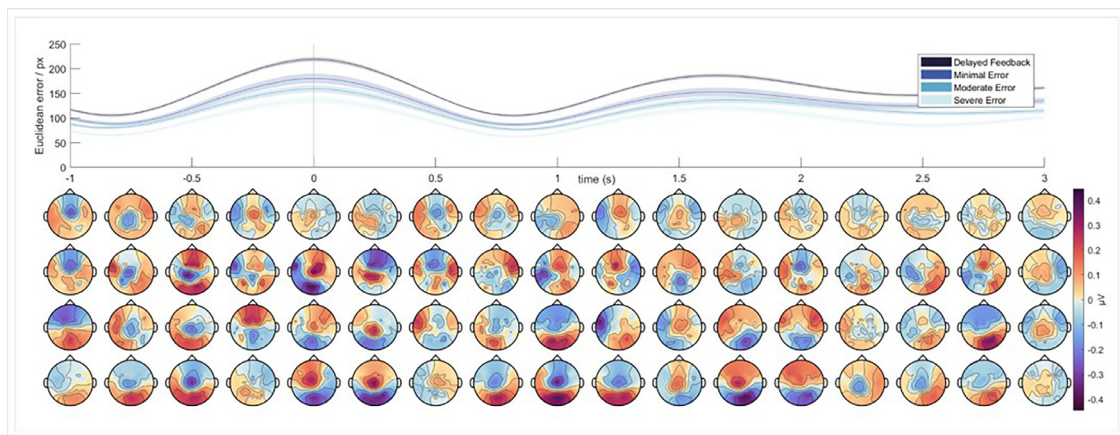 250
200
150
100
50
0
Euclidean error / px
Delayed Feedback
Minimal Error
Moderate Error
Severe Error
-1 -0.5 0 0.5 1 1.5 2 2.5 3
time (s)
0.4
0.3
0.2
0.1
0
-0.1
-0.2
-0.3
-0.4
μV